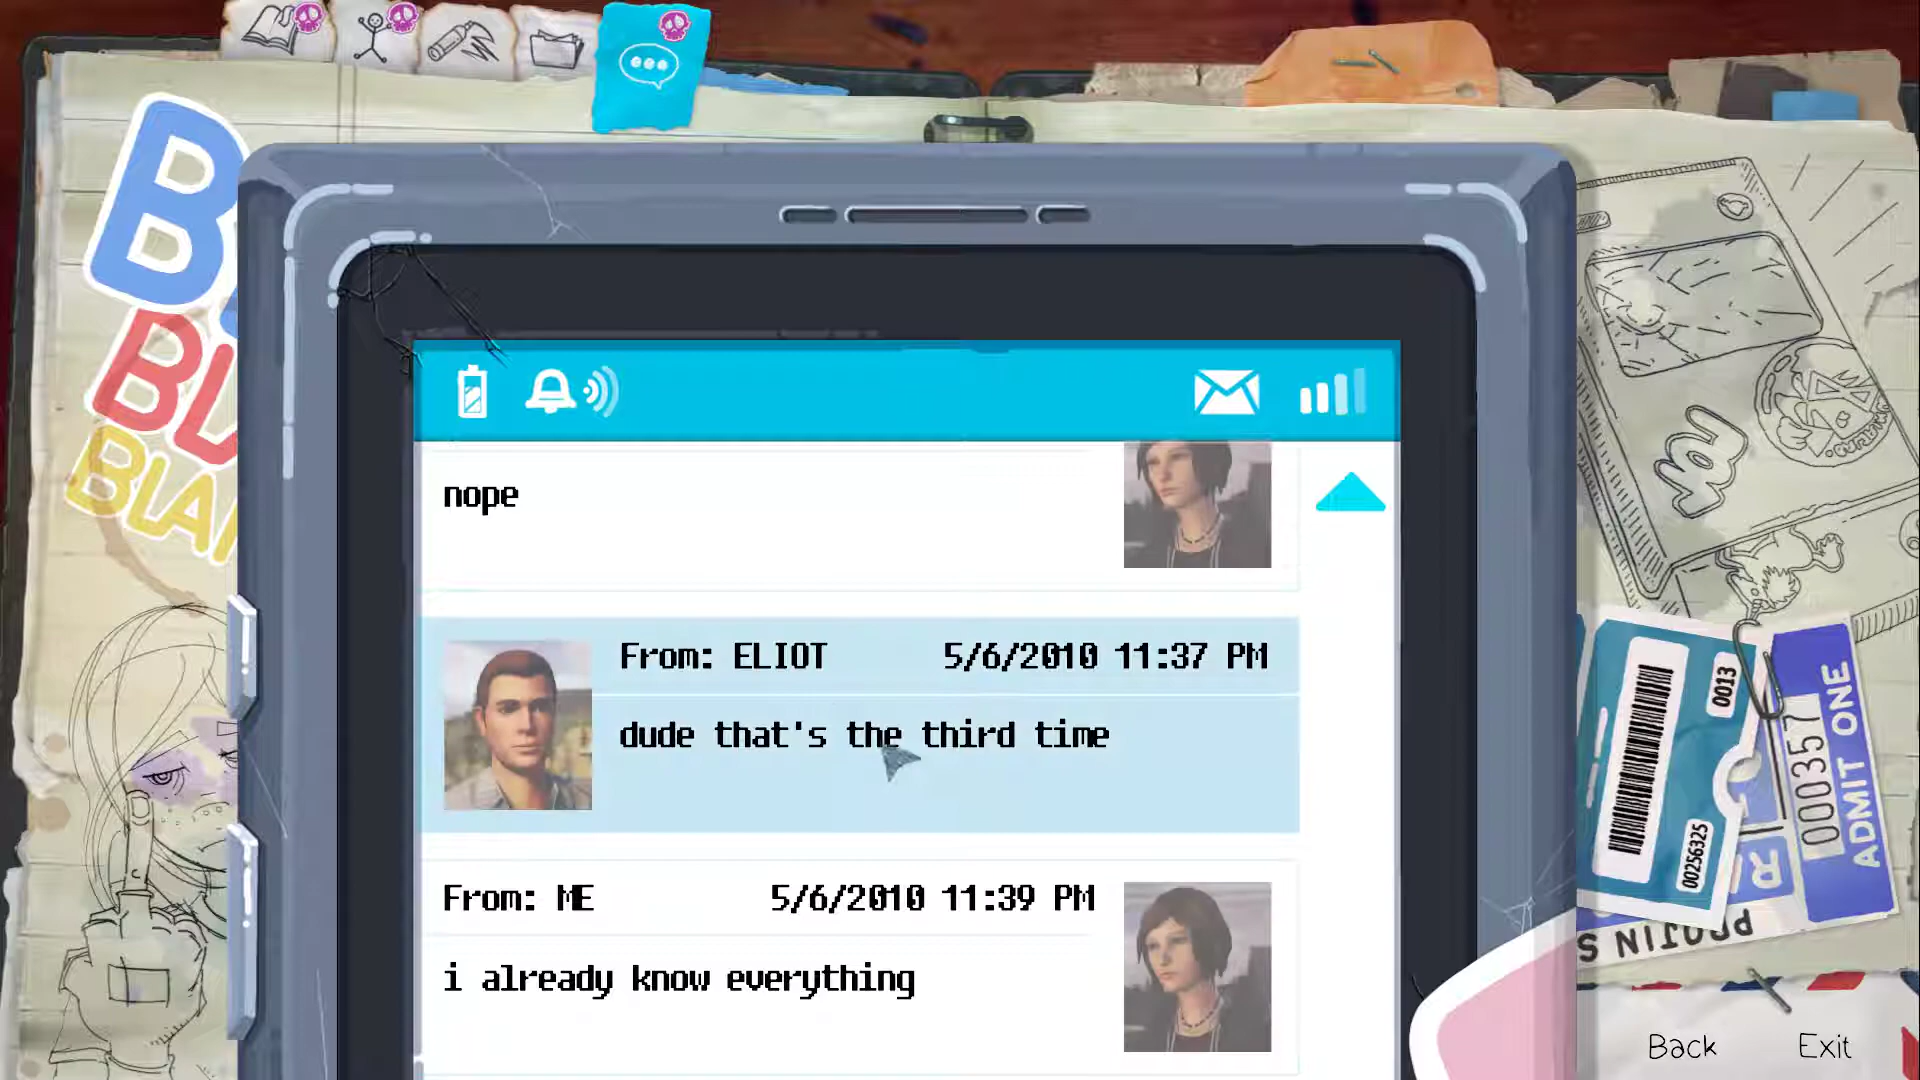 nope
From: ELIOT 5/6/2010 11:37 PM
dude that's the third time
From: ME 5/6/2010 11:39 PM
i already know everything
0013
00256325
000357
ADMIT ONE
Back Exit